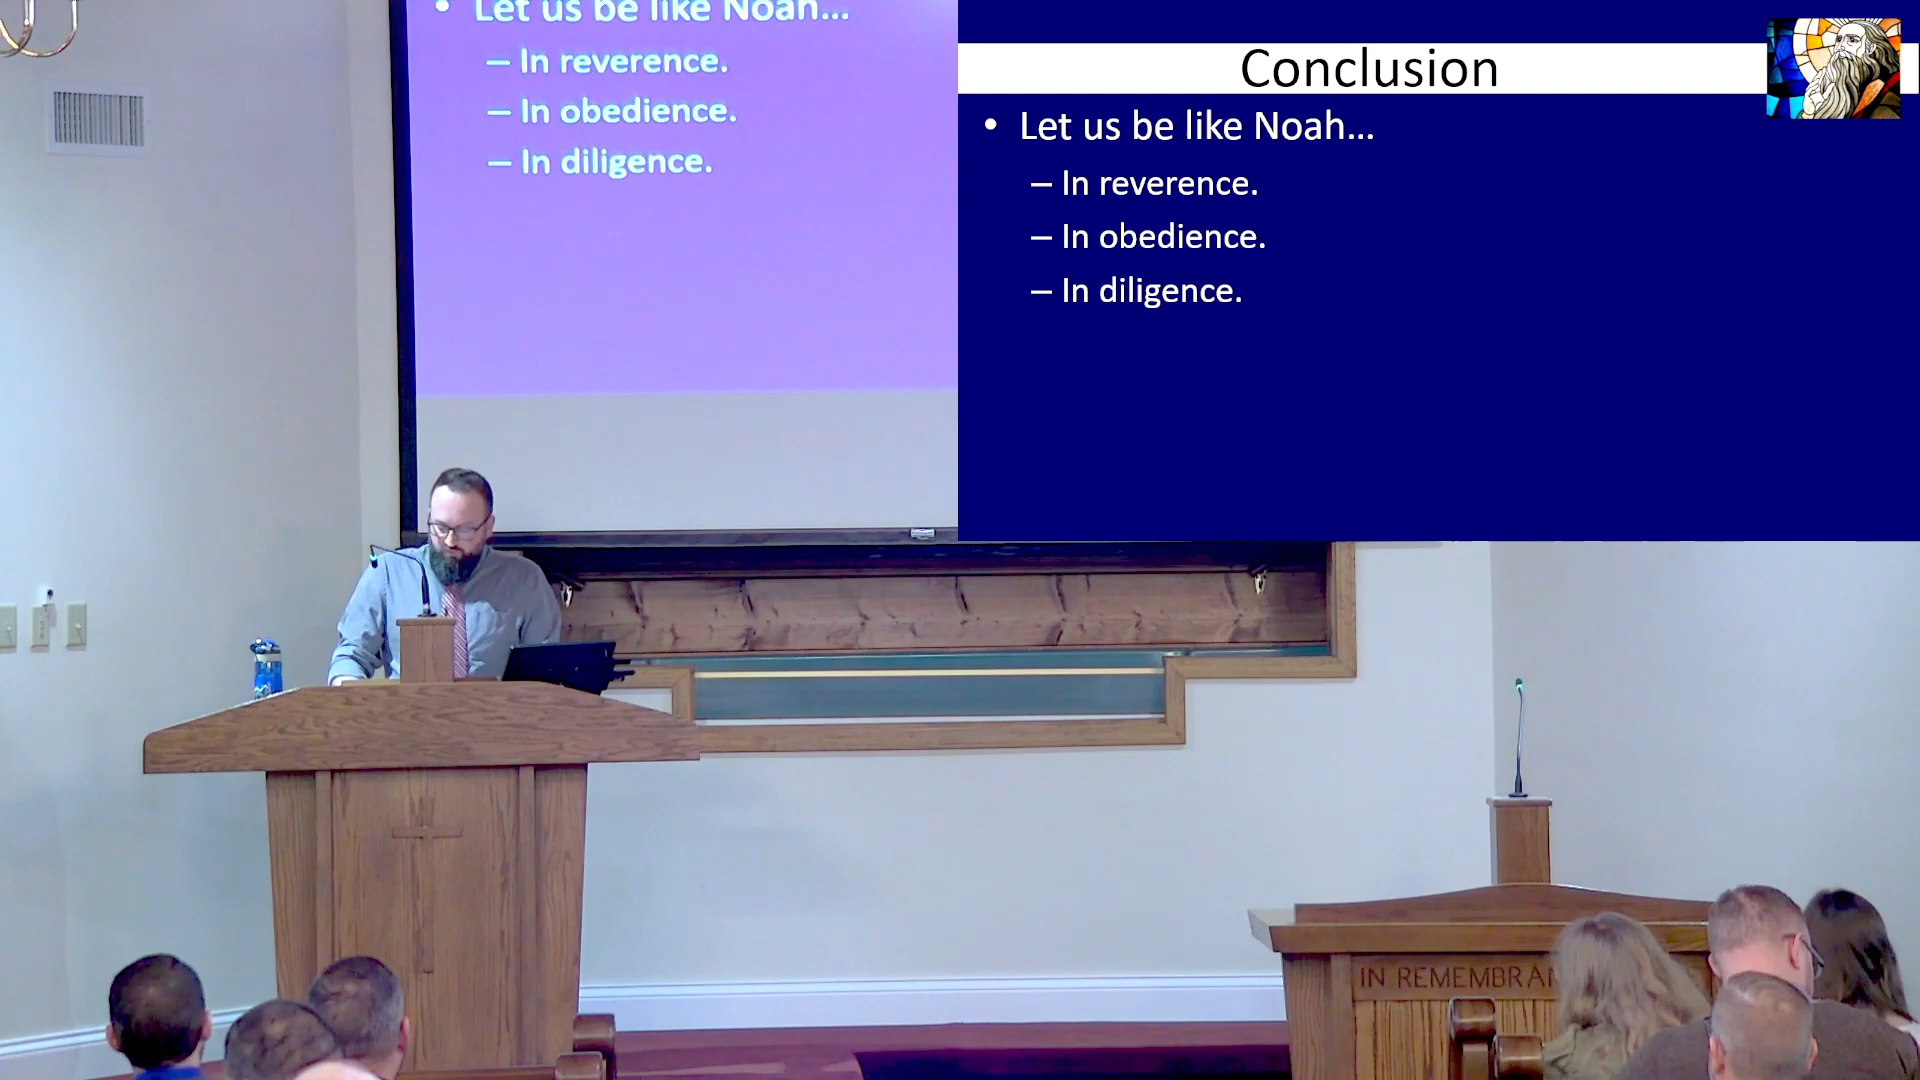 Let us be like Noah...
– In reverence.
– In obedience.
– In diligence.
Conclusion
• Let us be like Noah...
– In reverence.
– In obedience.
– In diligence.
IN REMEMBRAN